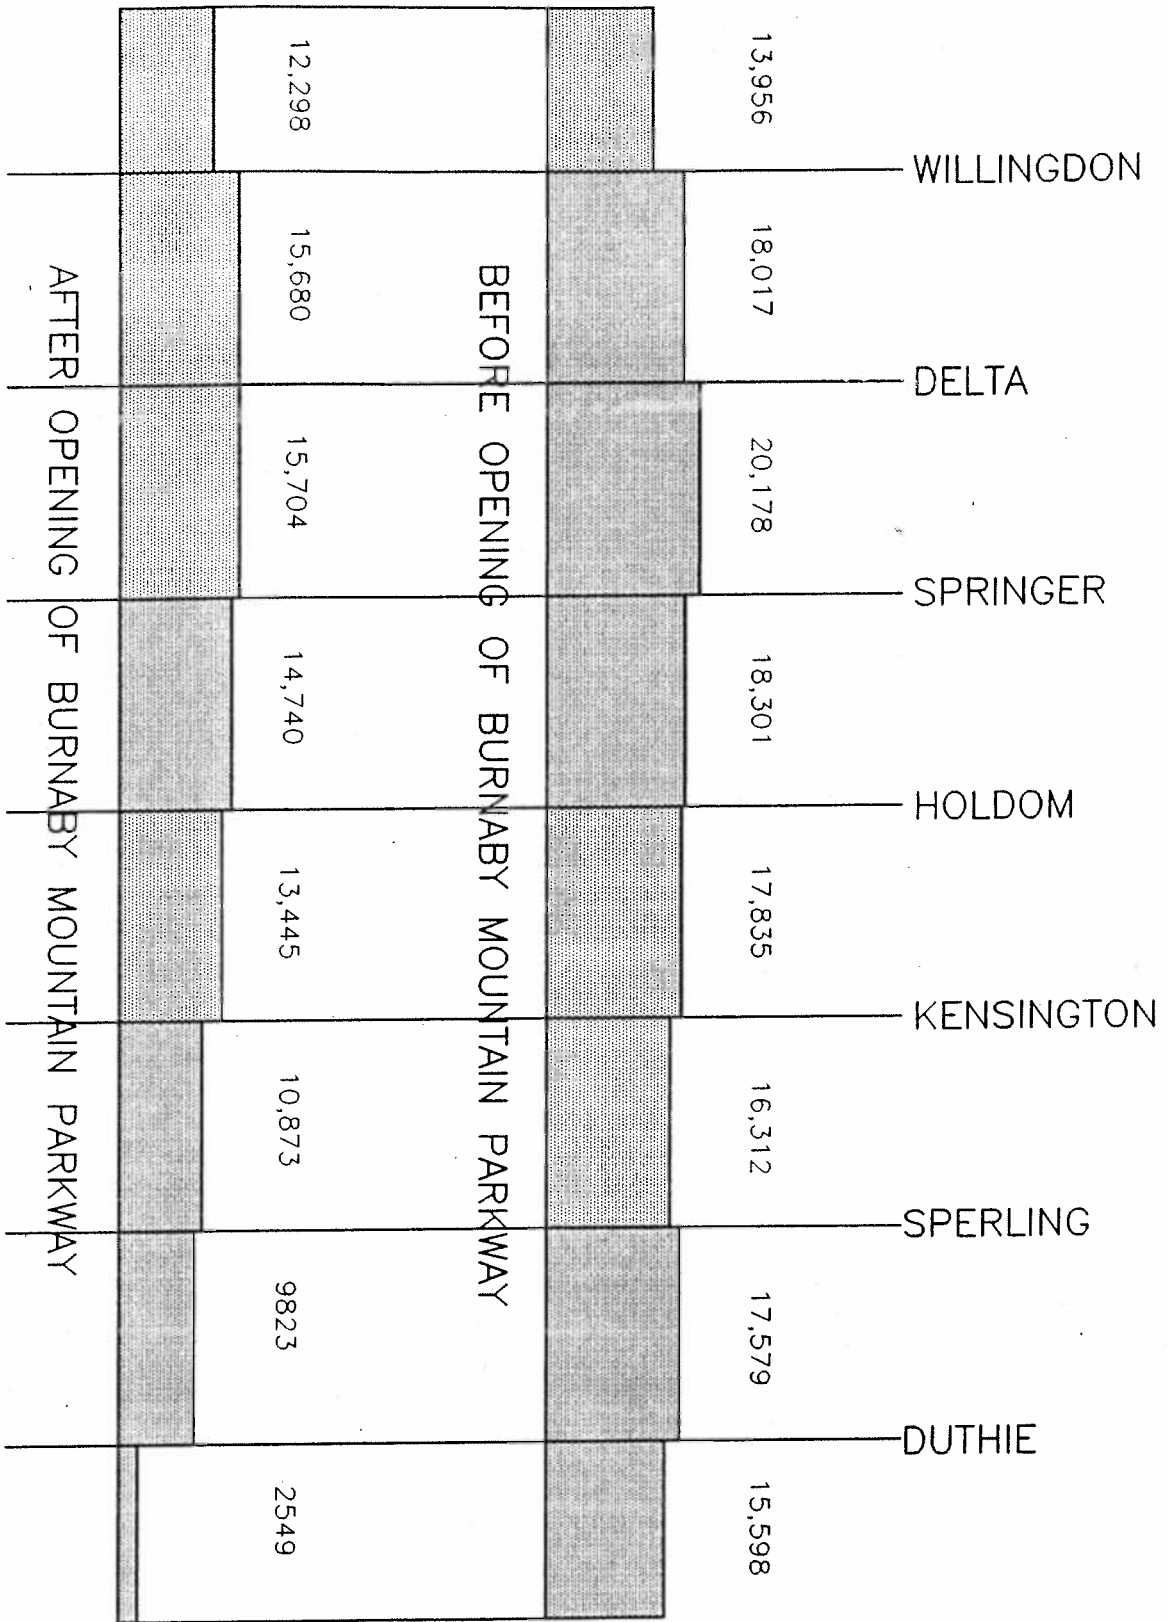 WILLINGDON
DELTA
SPRINGER
HOLDOM
KENSINGTON
SPERLING
DUTHIE
13,956
18,017
20,178
18,301
17,835
16,312
17,579
15,598
BEFORE OPENING OF BURNABY MOUNTAIN PARKWAY
12,298
15,680
15,704
14,740
13,445
10,873
9823
2549
AFTER OPENING OF BURNABY MOUNTAIN PARKWAY